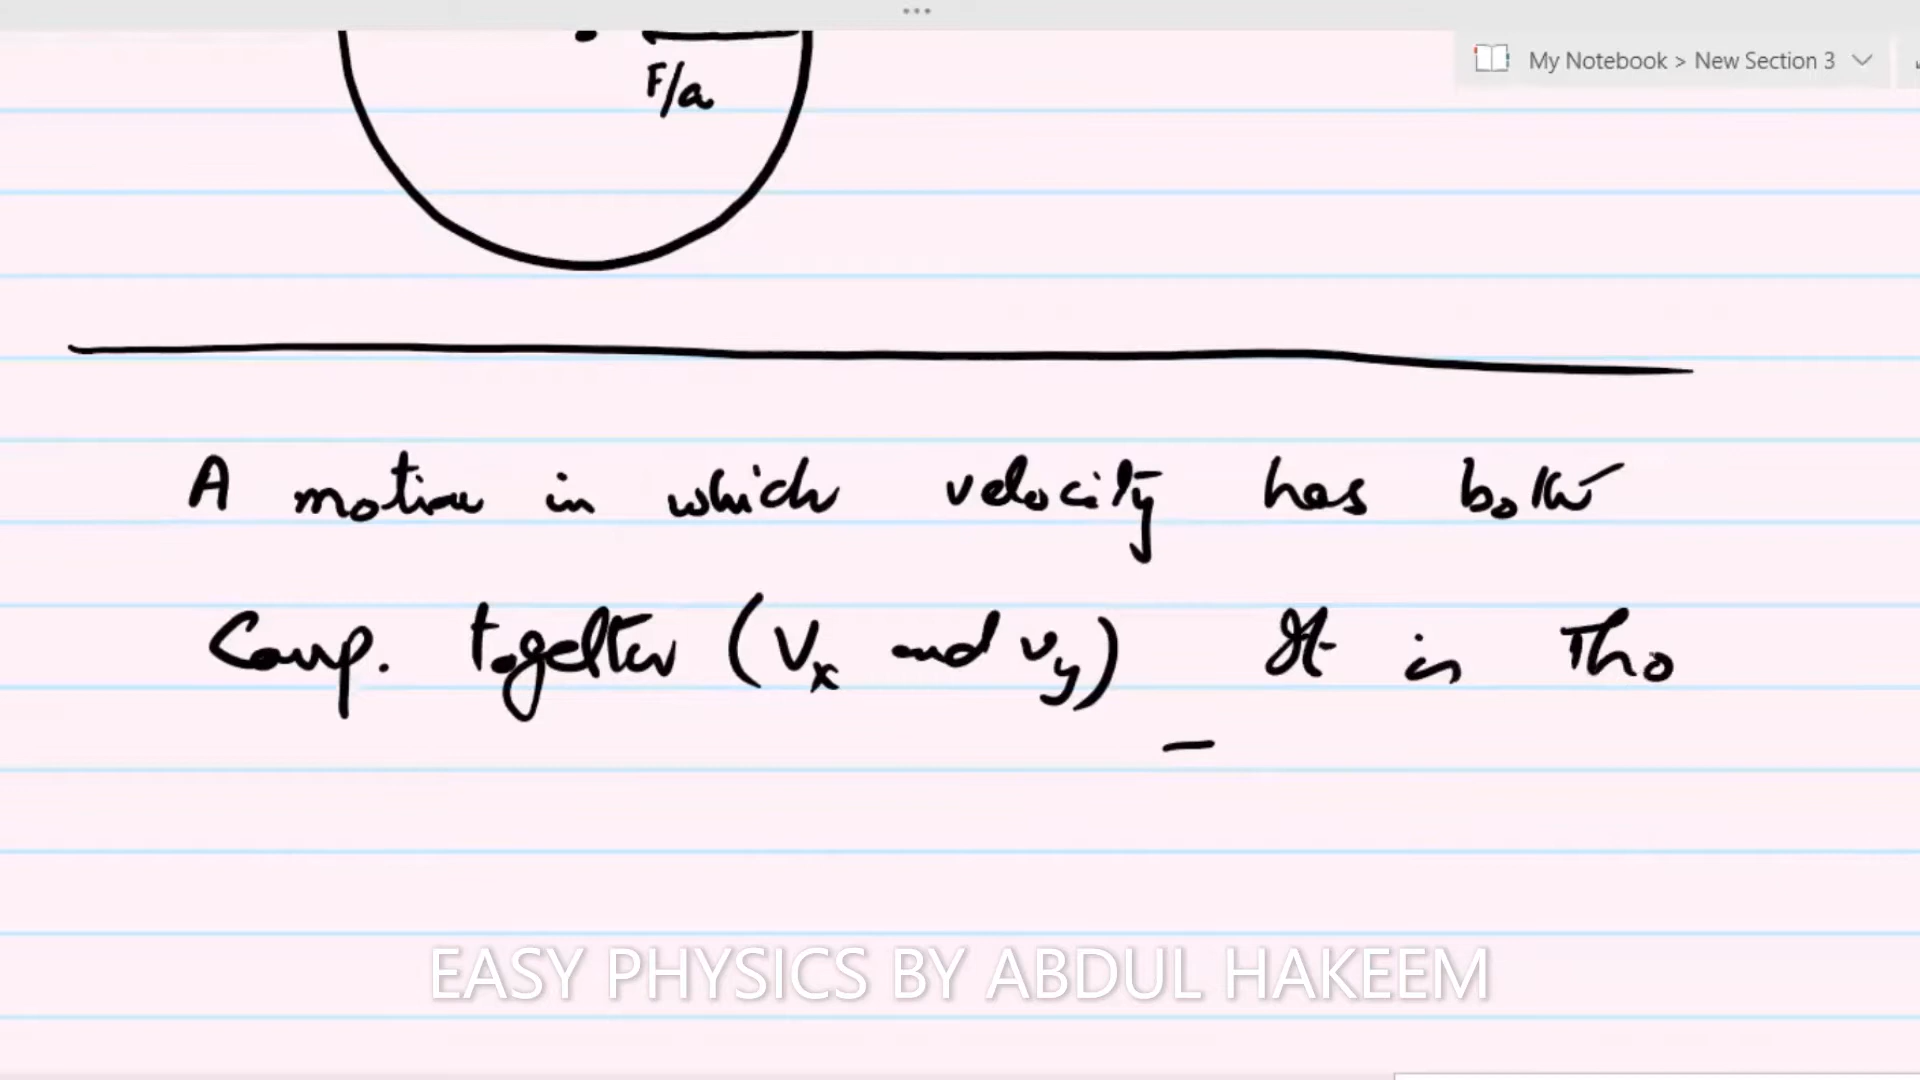 My Notebook > New Section 3
F/a
A motion in which velocity has both
Comp. together (Vx and vy) It is Tho
EASY PHYSICS BY ABDUL HAKEEM